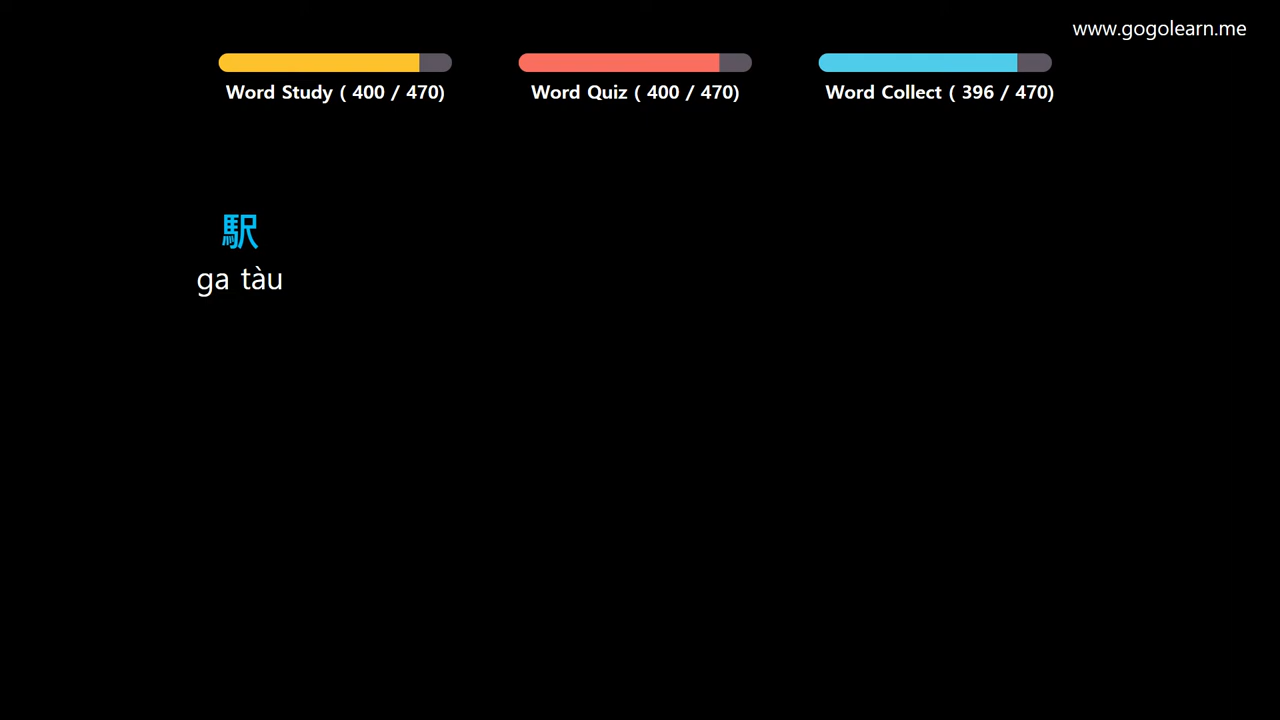 www.gogolearn.me
Word Study ( 400 / 470)
Word Quiz ( 400 / 470)
Word Collect ( 396 / 470)
駅
ga tàu